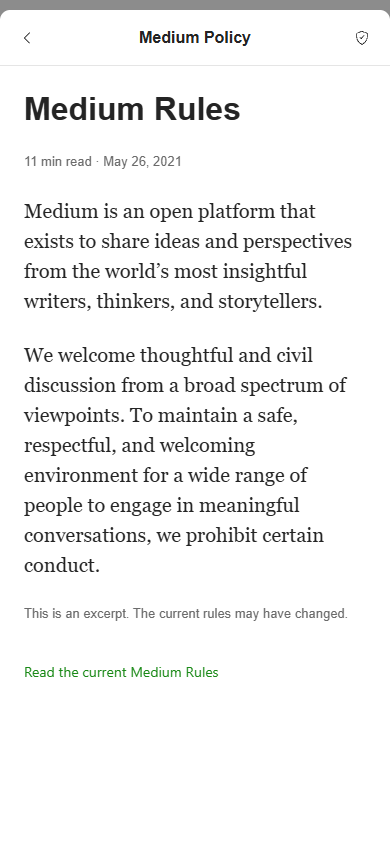 Medium Policy
Medium Rules
11 min read · May 26, 2021
Medium is an open platform that
exists to share ideas and perspectives
from the world’s most insightful
writers, thinkers, and storytellers.
We welcome thoughtful and civil
discussion from a broad spectrum of
viewpoints. To maintain a safe,
respectful, and welcoming
environment for a wide range of
people to engage in meaningful
conversations, we prohibit certain
conduct.
This is an excerpt. The current rules may have changed.
Read the current Medium Rules